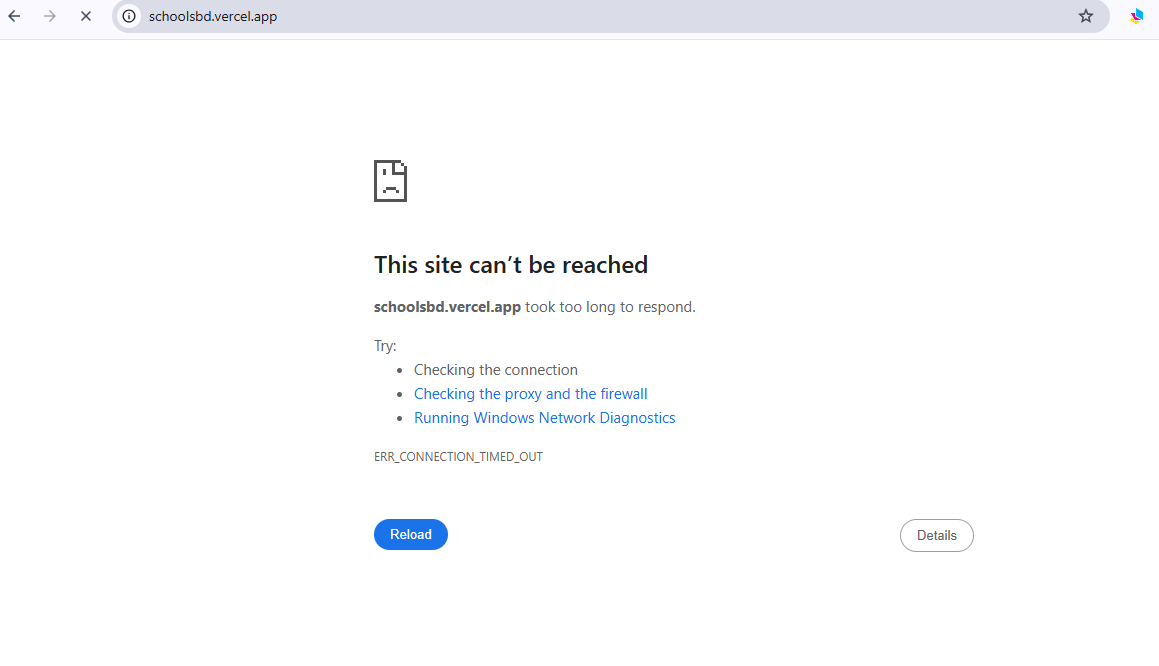 schoolsbd.vercel.app
This site can’t be reached
schoolsbd.vercel.app took too long to respond.
Try:
Checking the connection
Checking the proxy and the firewall
Running Windows Network Diagnostics
ERR_CONNECTION_TIMED_OUT
Reload
Details